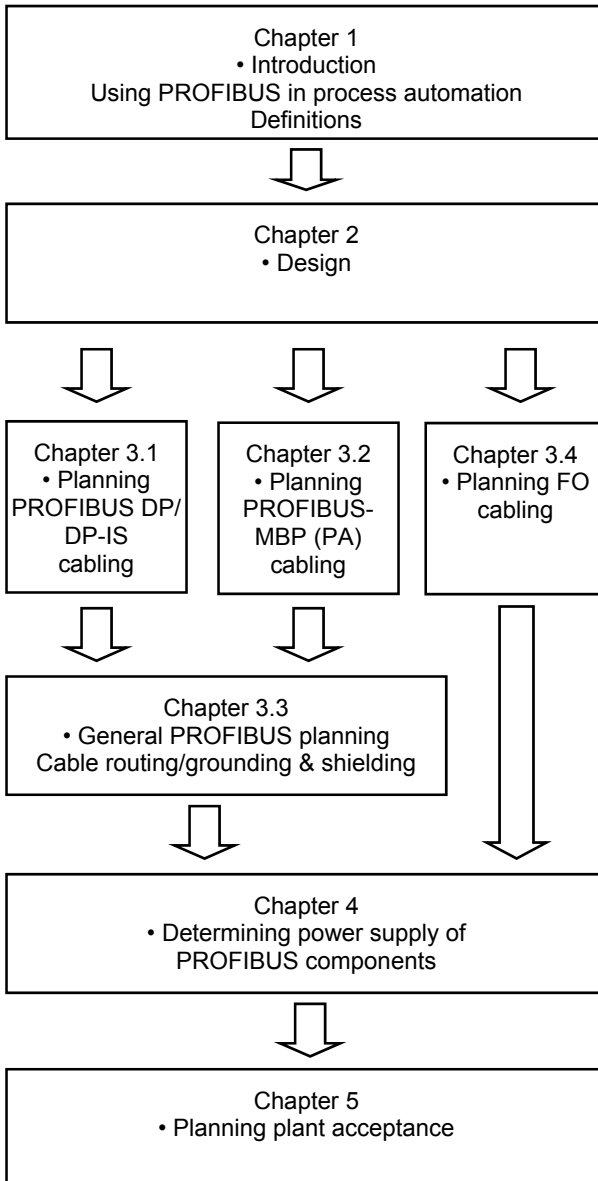 Chapter 1
• Introduction
Using PROFIBUS in process automation
Definitions
Chapter 2
• Design
Chapter 3.1
• Planning
PROFIBUS DP/
DP-IS
cabling
Chapter 3.2
• Planning
PROFIBUS-
MBP (PA)
cabling
Chapter 3.4
• Planning FO
cabling
Chapter 3.3
• General PROFIBUS planning
Cable routing/grounding & shielding
Chapter 4
• Determining power supply of
PROFIBUS components
Chapter 5
• Planning plant acceptance